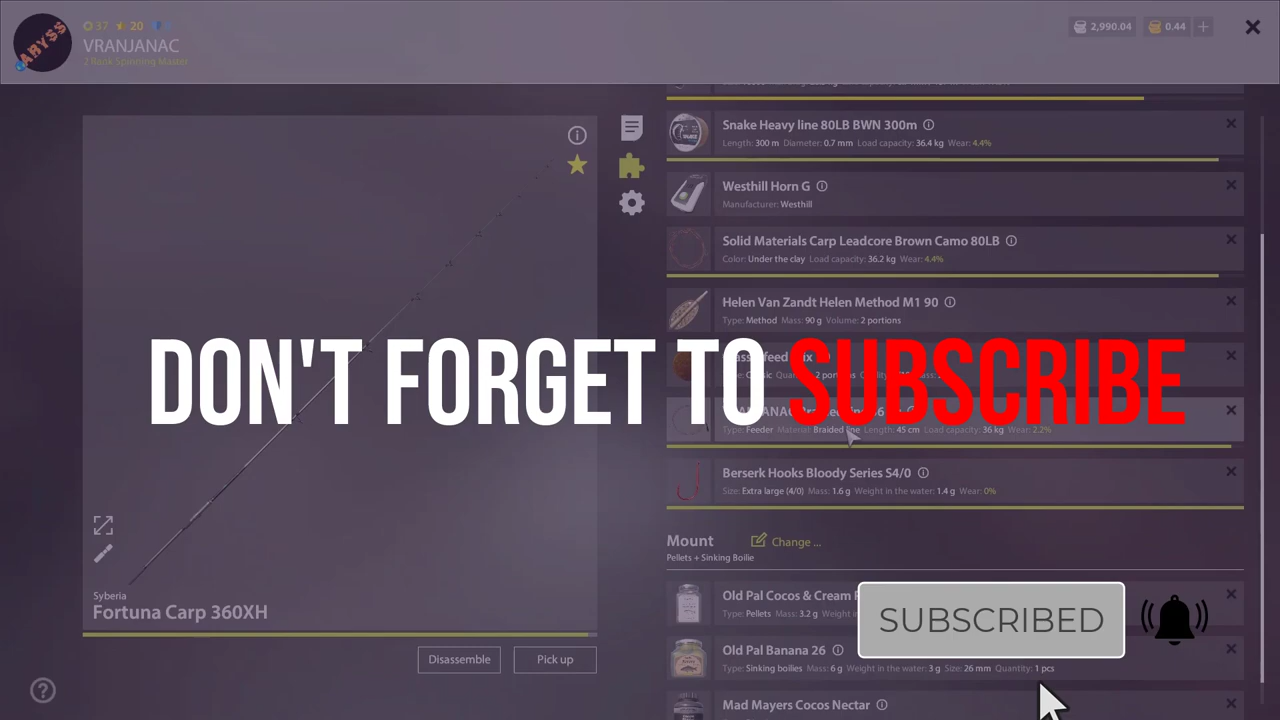 ABYSS
37 20
VRANJANAC
2 Rook Spinning Master
2,990.04
0.44
Snake Heavy line 80LB BWN 300m
Length: 300 m Diameter: 0.7 mm Load capacity: 36.4 kg Wear: 4.4%
Westhill Horn G
Manufacturer: Westhill
Solid Materials Carp Leadcore Brown Camo 80LB
Color: Under the clay Load capacity: 36.2 kg Wear: 4.4%
Helen Van Zandt Helen Method M1 90
Type: Method Mass: 90 g Volume: 2 portions
DON'T FORGET TO SUBSCRIBE
Type: Feeder Material: Braided line Length: 45 cm Load capacity: 36 kg Wear: 2.2%
Berserk Hooks Bloody Series S4/0
Size: Extra large (4/0) Mass: 1.6 g Weight in the water: 1.4 g Wear: 0%
Mount Change ...
Pellets + Sinking Boilie
Old Pal Cocos & Cream
Type: Pellets Mass: 3.2 g
SUBSCRIBED
Old Pal Banana 26
Type: Sinking boilies Mass: 6 g Weight in the water: 3 g Size: 26 mm Quantity: 1 pcs
Mad Mayers Cocos Nectar
Syberia
Fortuna Carp 360XH
Disassemble
Pick up